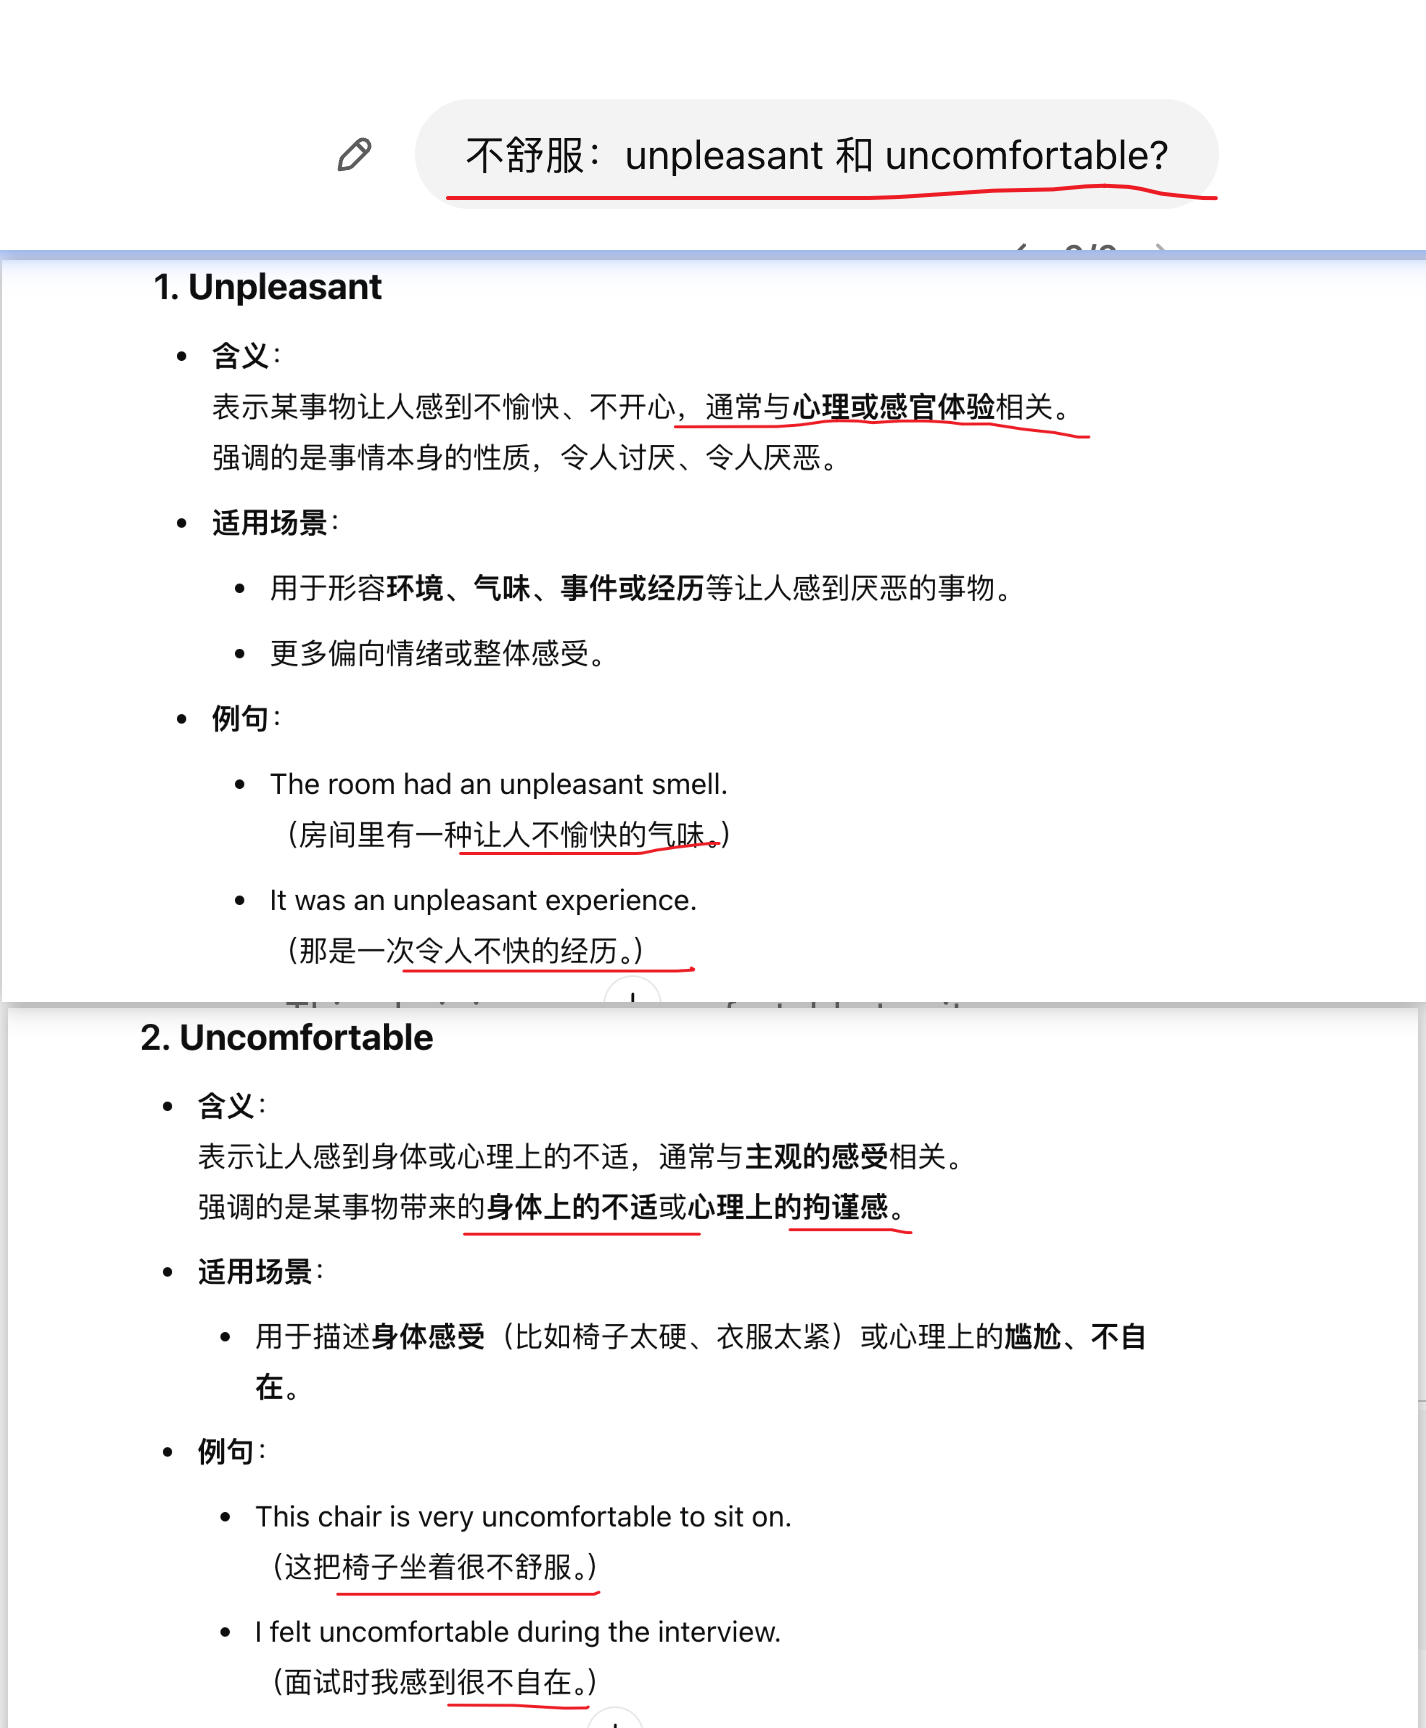 不舒服：unpleasant 和 uncomfortable?
1. Unpleasant
• 含义：
表示某事物让人感到不愉快、不开心，通常与心理或感官体验相关。
强调的是事情本身的性质，令人讨厌、令人厌恶。
• 适用场景：
• 用于形容环境、气味、事件或经历等让人感到厌恶的事物。
• 更多偏向情绪或整体感受。
• 例句：
• The room had an unpleasant smell.
（房间里有一种让人不愉快的气味。）
• It was an unpleasant experience.
（那是一次令人不快的经历。）
2. Uncomfortable
• 含义：
表示让人感到身体或心理上的不适，通常与主观的感受相关。
强调的是某事物带来的身体上的不适或心理上的拘谨感。
• 适用场景：
• 用于描述身体感受（比如椅子太硬、衣服太紧）或心理上的尴尬、不自
在。
• 例句：
• This chair is very uncomfortable to sit on.
（这把椅子坐着很不舒服。）
• I felt uncomfortable during the interview.
（面试时我感到很不自在。）